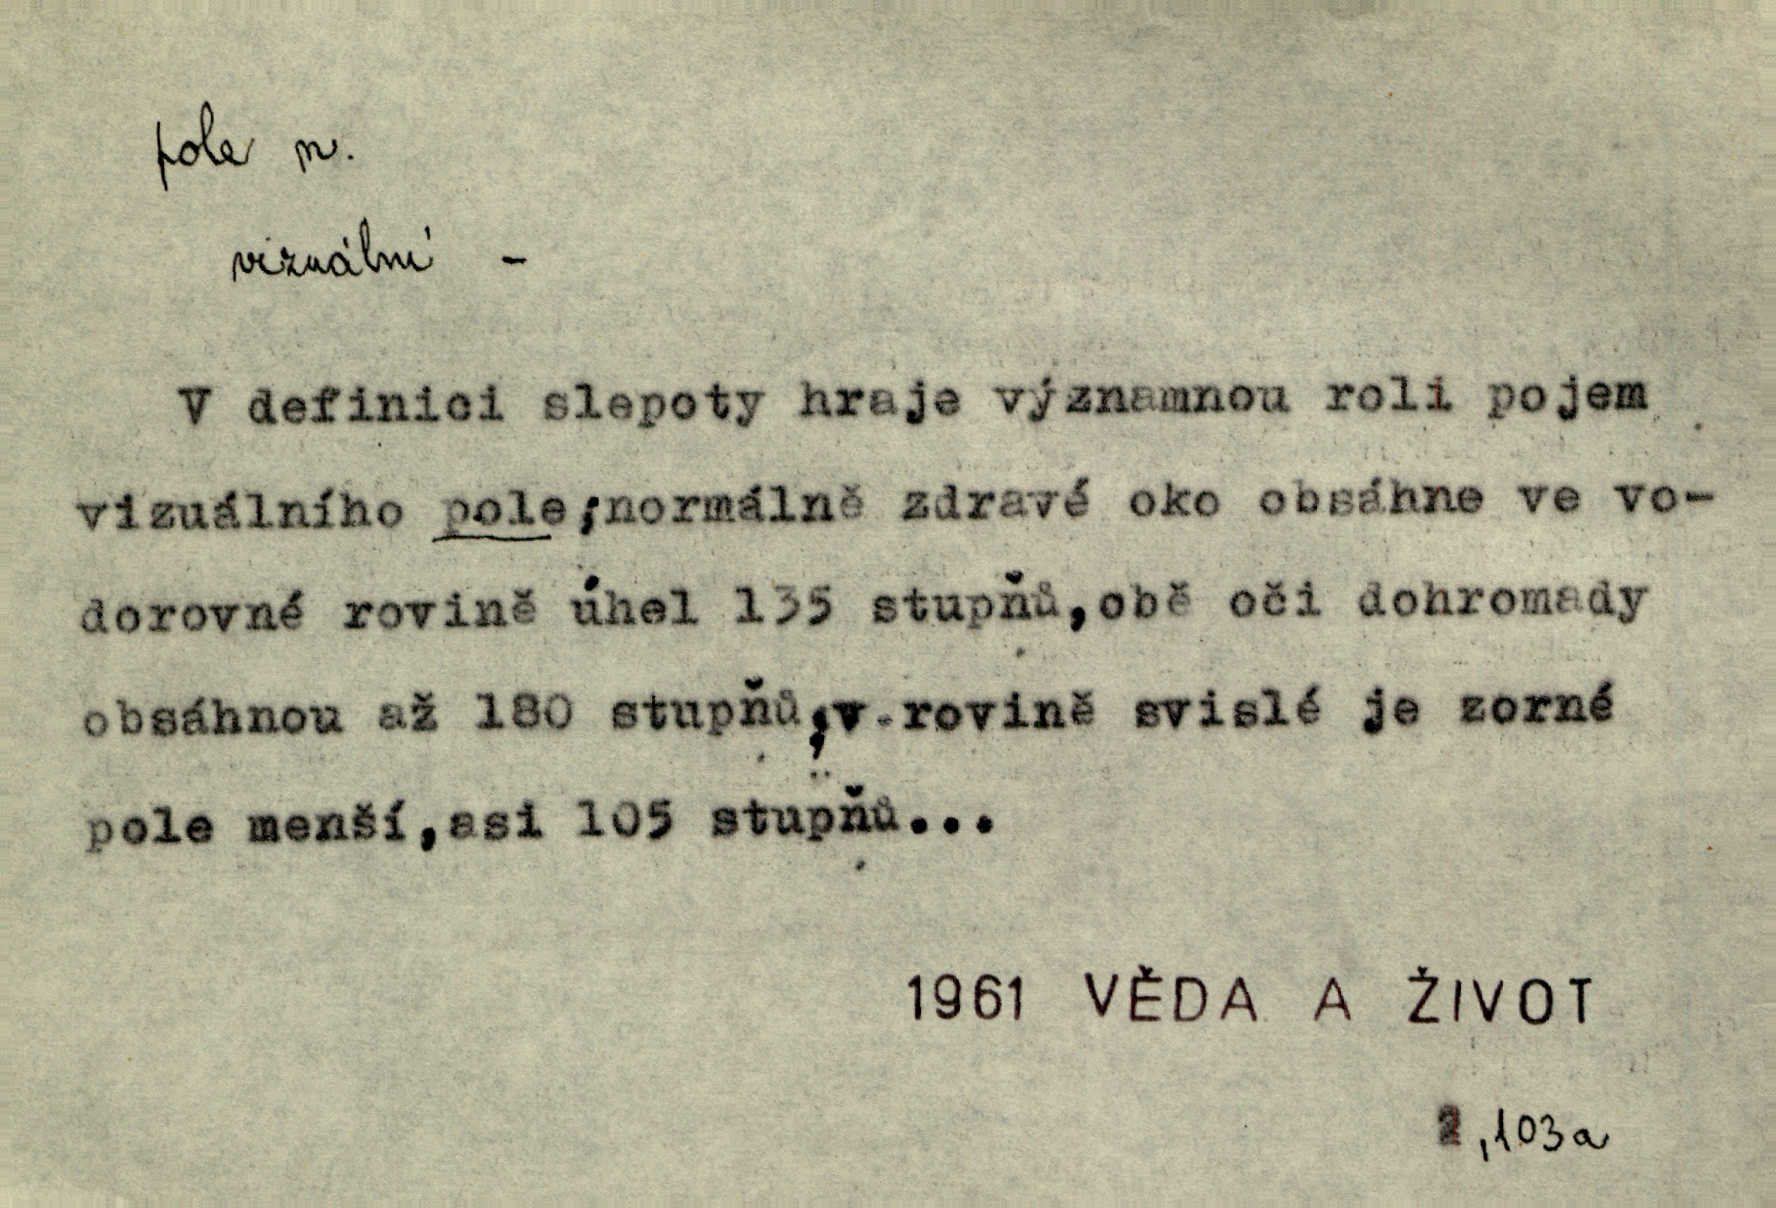 pole n.
vizuální -
V definici slepoty hraje významnou roli pojem
vizuálního pole;normálně zdravé oko obsáhne ve vo-
dorovné rovině úhel 135 stupňů,obě oči dohromady
obsáhnou až 180 stupňů;v rovině svislé je zorné
pole menší,asi 105 stupňů...
1961 VĚDA A ŽIVOT
2,103a